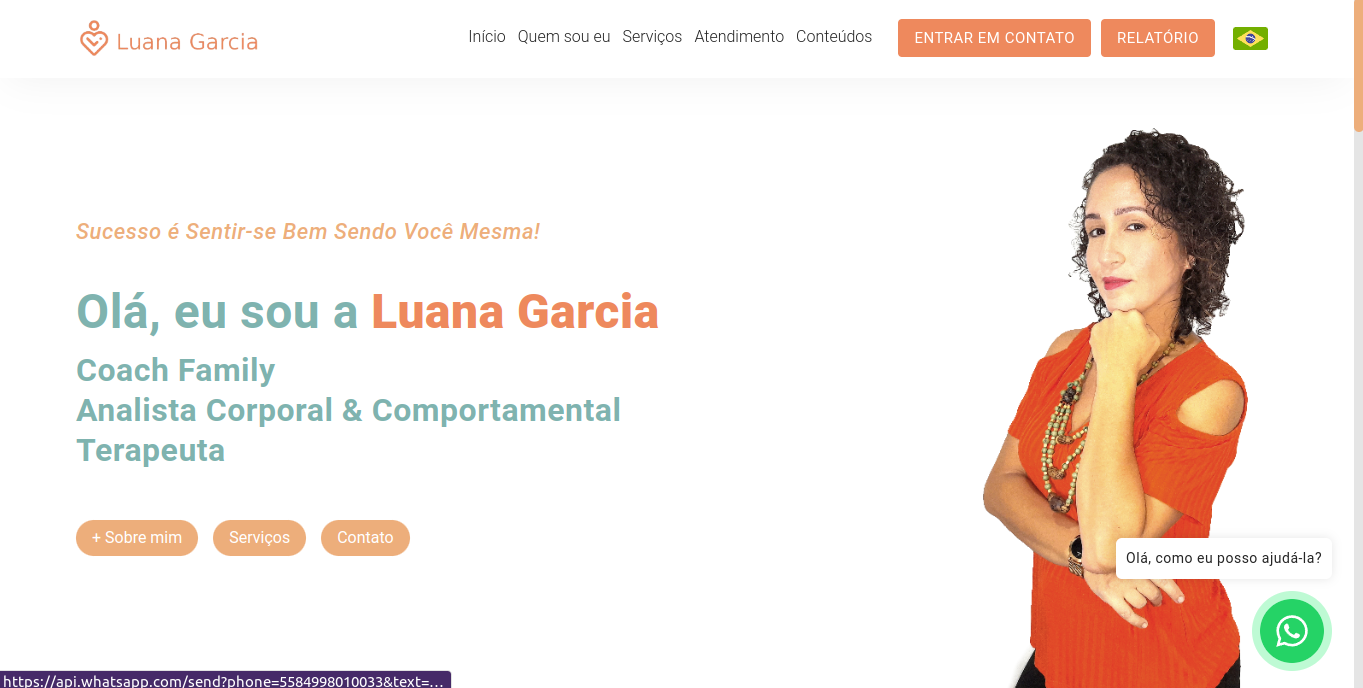 Luana Garcia
Início Quem sou eu Serviços Atendimento Conteúdos ENTRAR EM CONTATO RELATÓRIO
Sucesso é Sentir-se Bem Sendo Você Mesma!
Olá, eu sou a Luana Garcia
Coach Family
Analista Corporal & Comportamental
Terapeuta
+ Sobre mim Serviços Contato
Olá, como eu posso ajudá-la?
https://api.whatsapp.com/send?phone=5584998010033&text=...